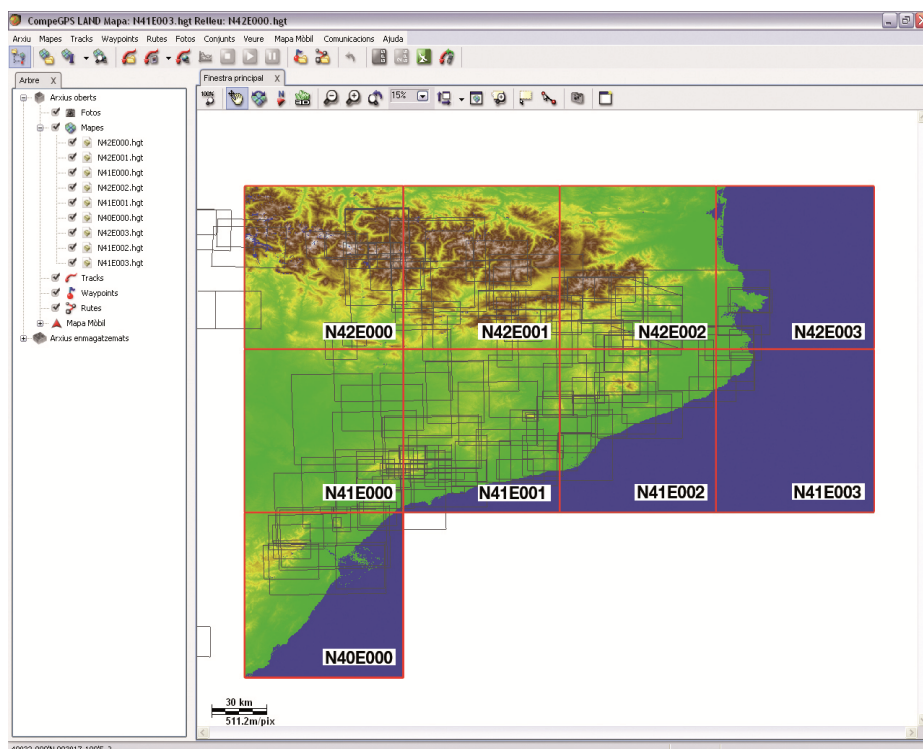 CompeGPS LAND Mapa: N41E003.hgt Relleu: N42E000.hgt
Arxiu Mapes Tracks Waypoints Rutes Fotos Conjunts Veure Mapa Mòbil Comunicacions Ajuda
Arbre X
Finestra principal X
100%
15%
Arxius oberts
Fotos
Mapes
N42E000.hgt
N42E001.hgt
N41E000.hgt
N42E002.hgt
N41E001.hgt
N40E000.hgt
N42E003.hgt
N41E002.hgt
N41E003.hgt
Tracks
Waypoints
Rutes
Mapa Mòbil
Arxius enmagatzemats
N42E000 N42E001 N42E002 N42E003
N41E000 N41E001 N41E002 N41E003
N40E000
30 km
511.2m/pix